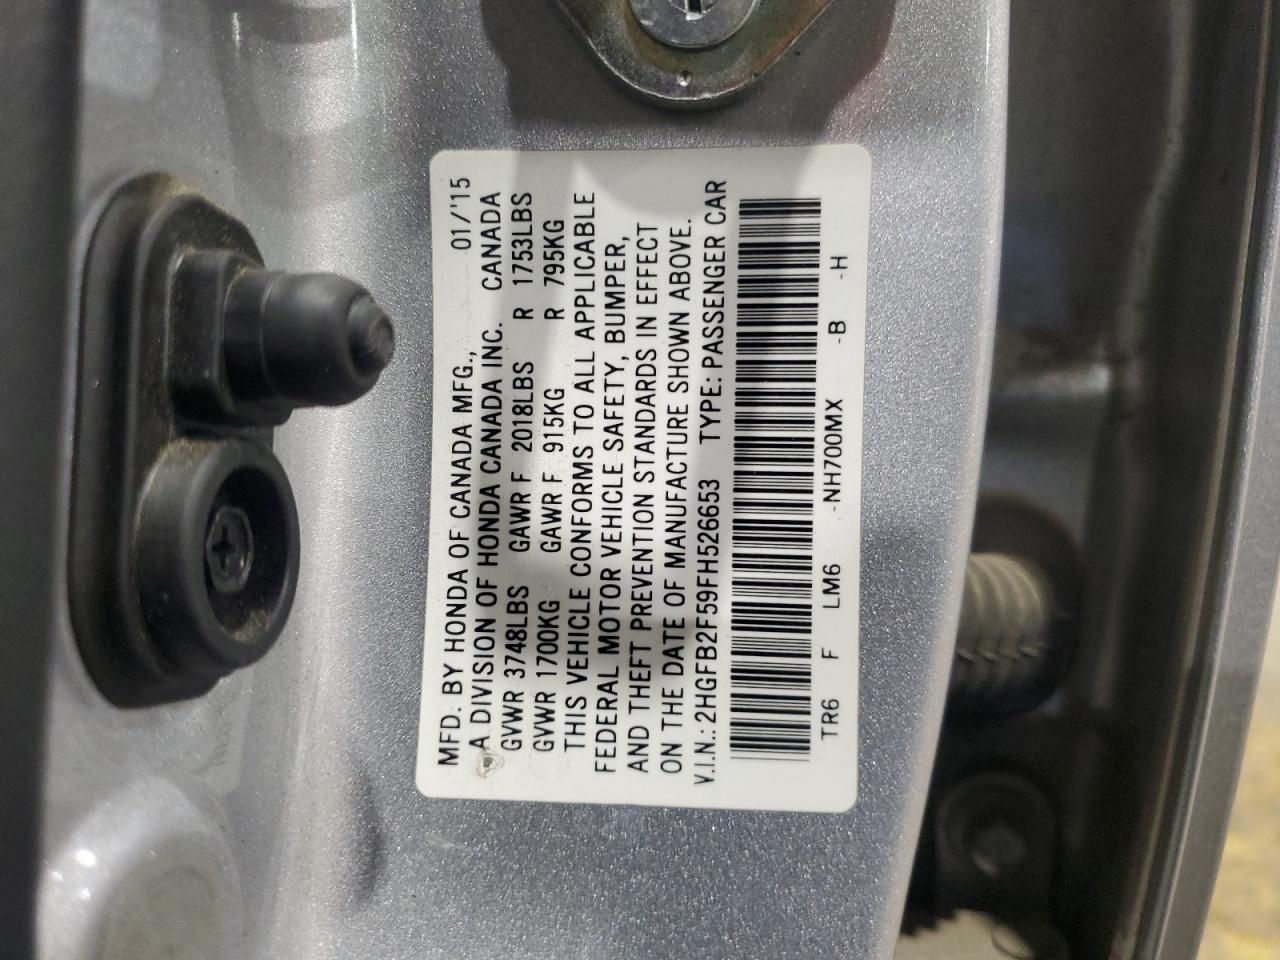 MFD. BY HONDA OF CANADA MFG., 01/'15
A DIVISION OF HONDA CANADA INC. CANADA
GVWR 3748LBS GAWR F 2018LBS R 1753LBS
GVWR 1700KG GAWR F 915KG R 795KG
THIS VEHICLE CONFORMS TO ALL APPLICABLE
FEDERAL MOTOR VEHICLE SAFETY, BUMPER,
AND THEFT PREVENTION STANDARDS IN EFFECT
ON THE DATE OF MANUFACTURE SHOWN ABOVE.
V.I.N.: 2HGFB2F59FH526653 TYPE: PASSENGER CAR
TR6 F LM6 -NH700MX -B -H